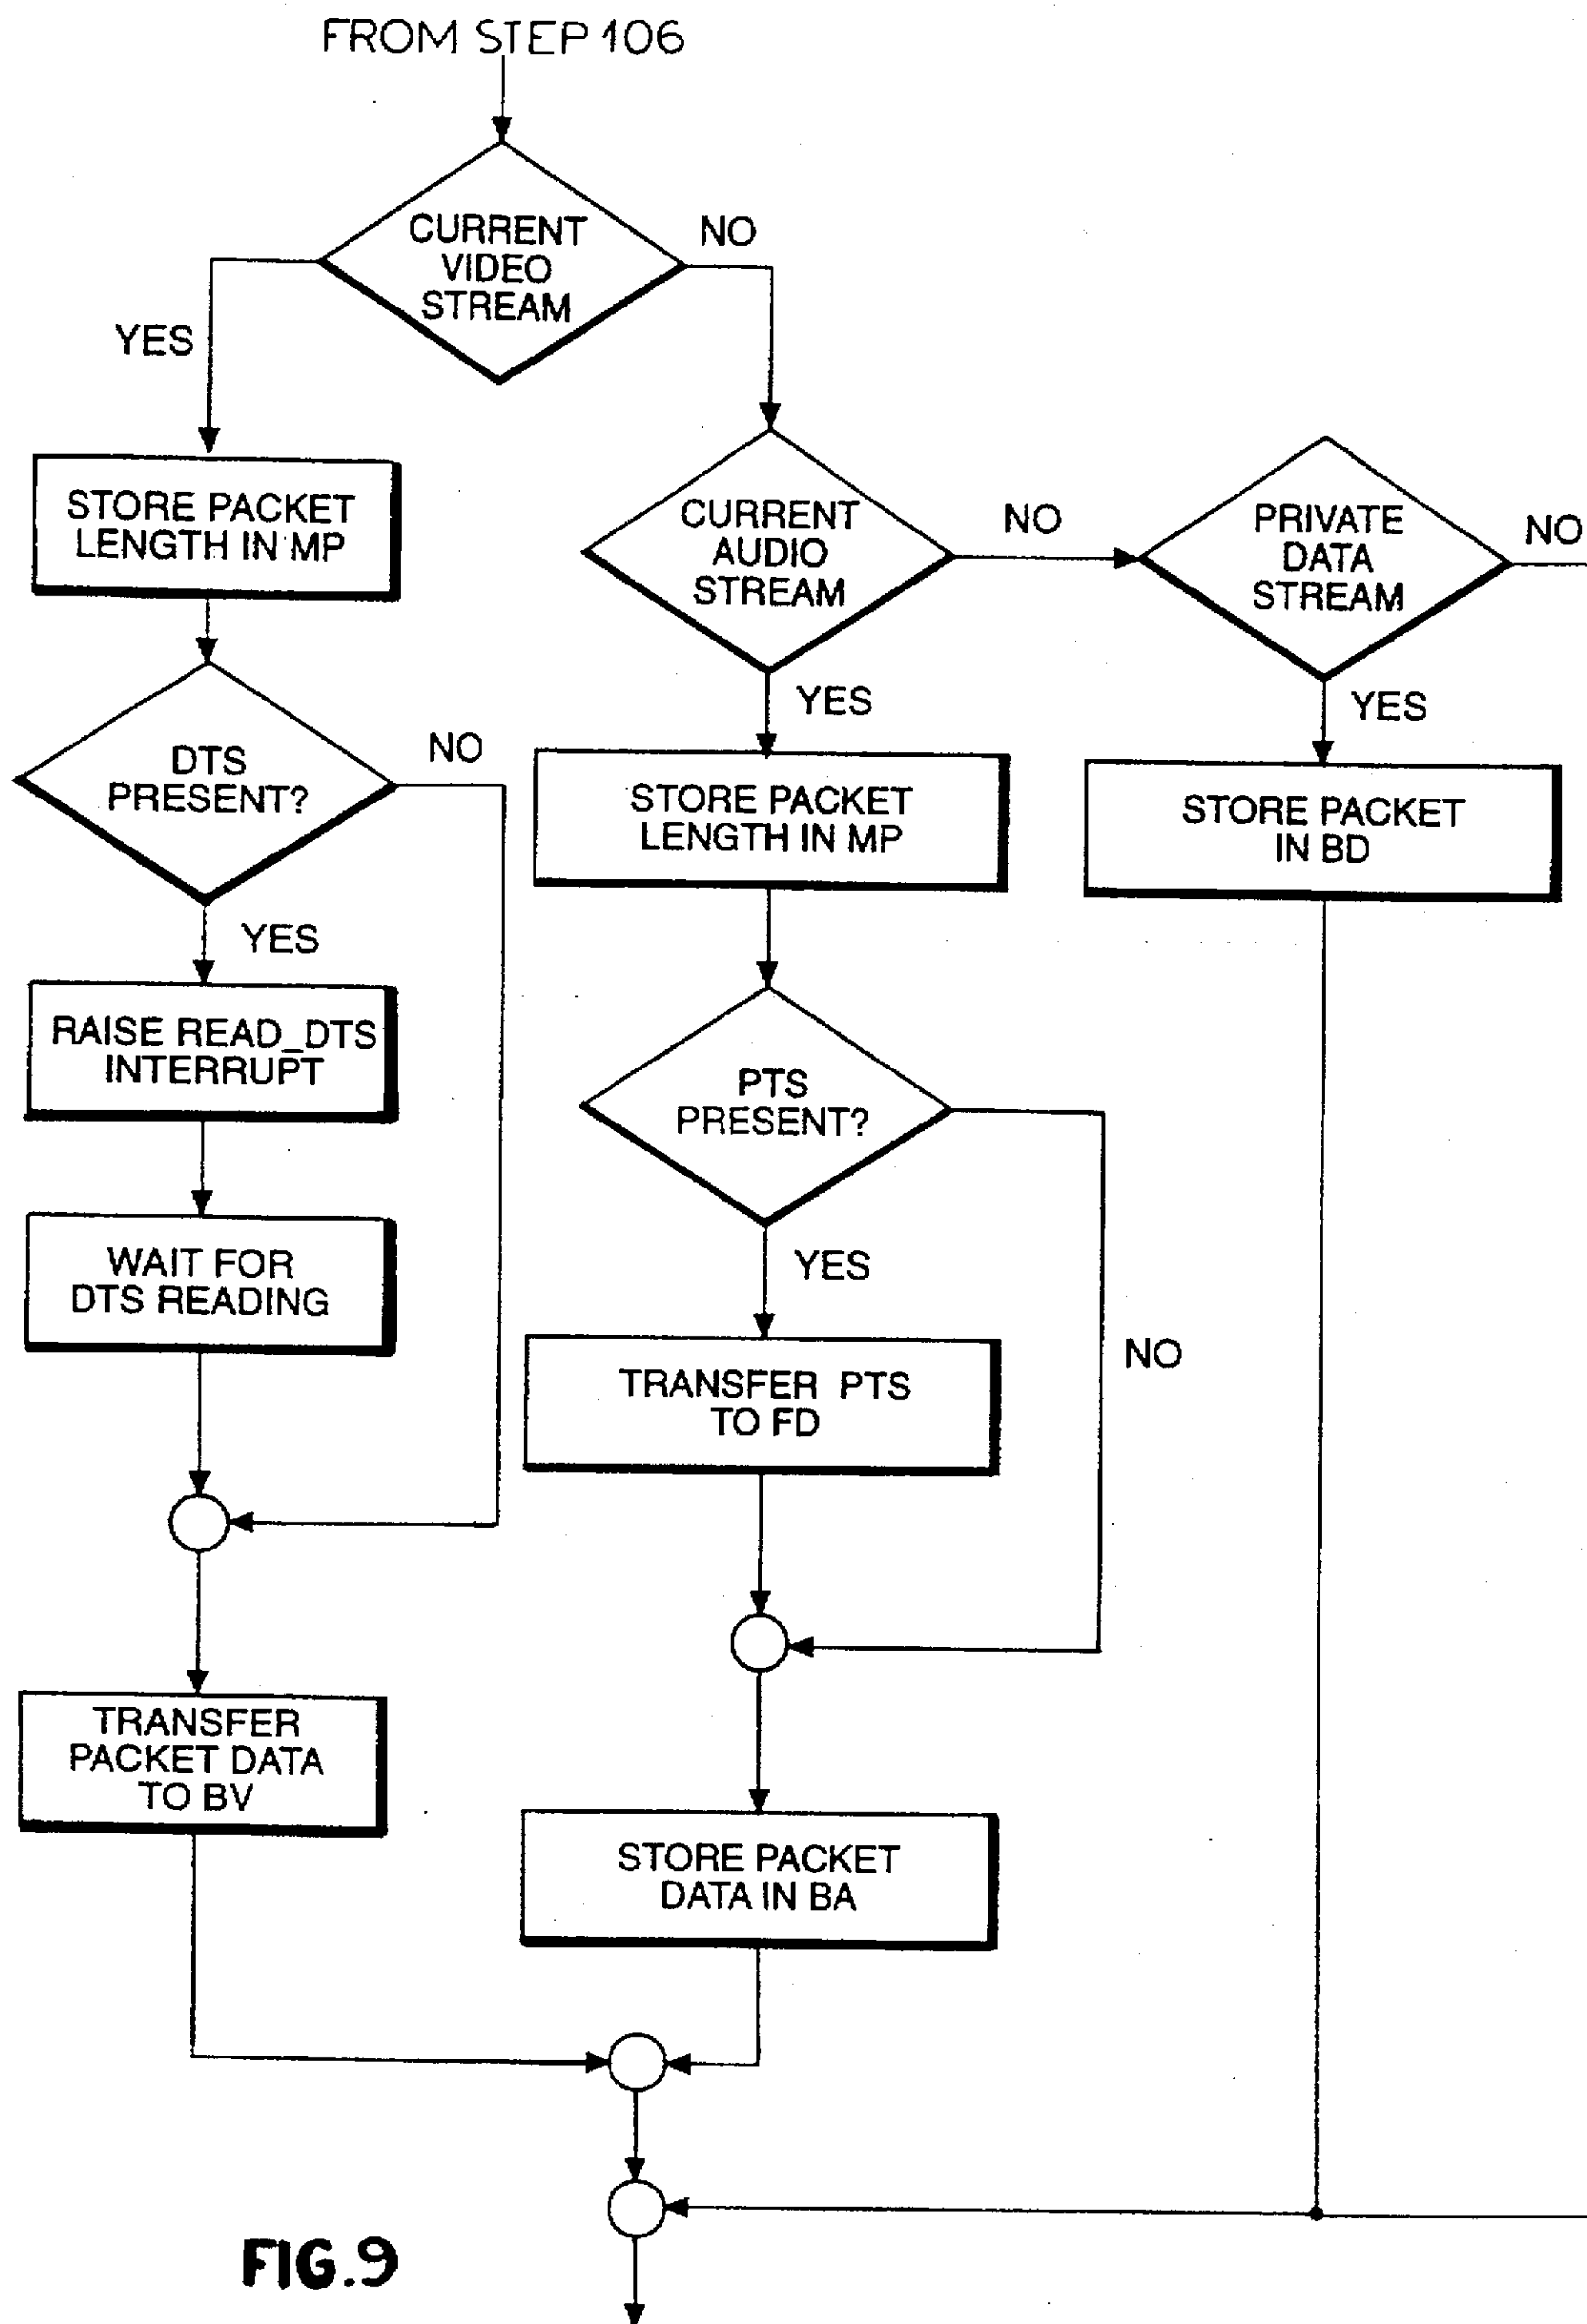 FROM STEP 106
CURRENT
VIDEO
STREAM
NO
YES
STORE PACKET
LENGTH IN MP
CURRENT
AUDIO
STREAM
NO
PRIVATE
DATA
STREAM
NO
YES
YES
DTS
PRESENT?
NO
STORE PACKET
LENGTH IN MP
STORE PACKET
IN BD
YES
RAISE READ_DTS
INTERRUPT
PTS
PRESENT?
WAIT FOR
DTS READING
YES
NO
TRANSFER PTS
TO FD
TRANSFER
PACKET DATA
TO BV
STORE PACKET
DATA IN BA
FIG.9